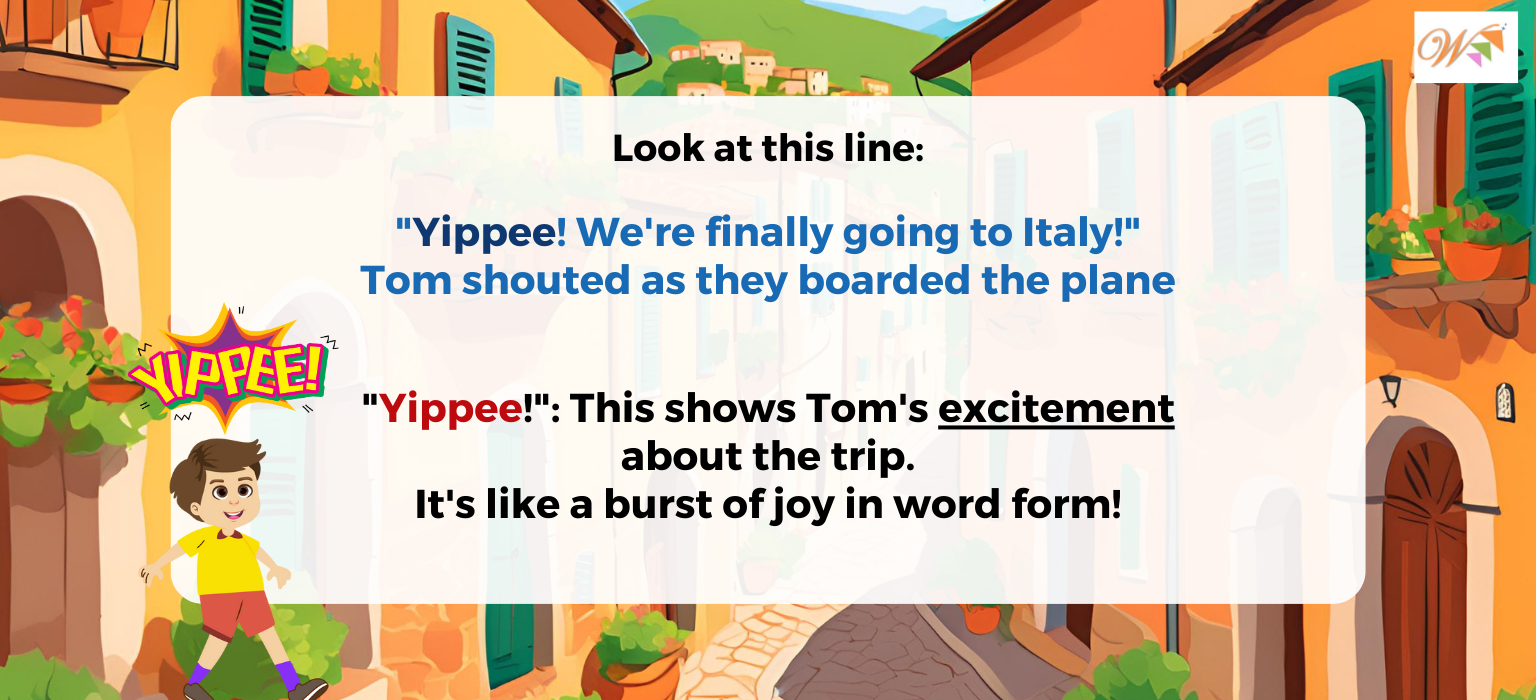 W
Look at this line:
"Yippee! We're finally going to Italy!"
Tom shouted as they boarded the plane
YIPPEE!
"Yippee!": This shows Tom's excitement
about the trip.
It's like a burst of joy in word form!